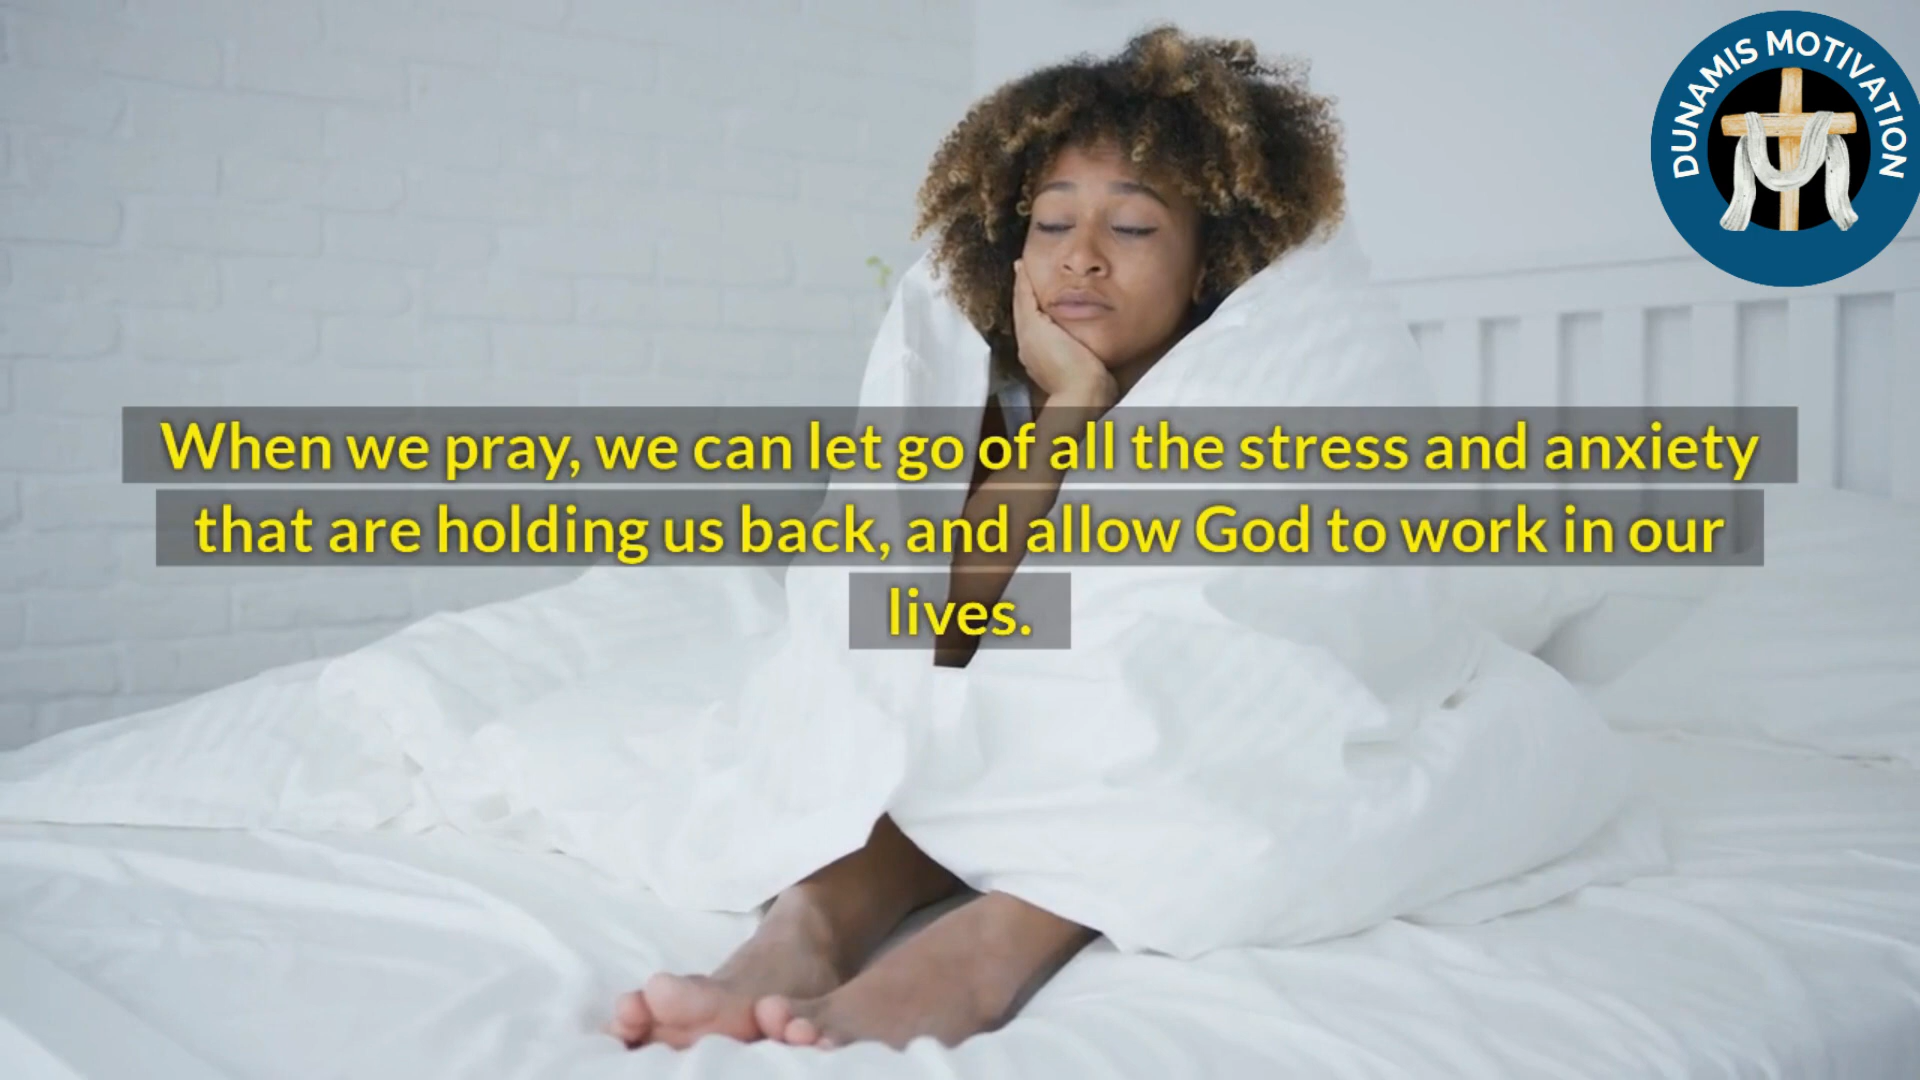 DUNAMIS MOTIVATION
When we pray, we can let go of all the stress and anxiety
that are holding us back, and allow God to work in our
lives.